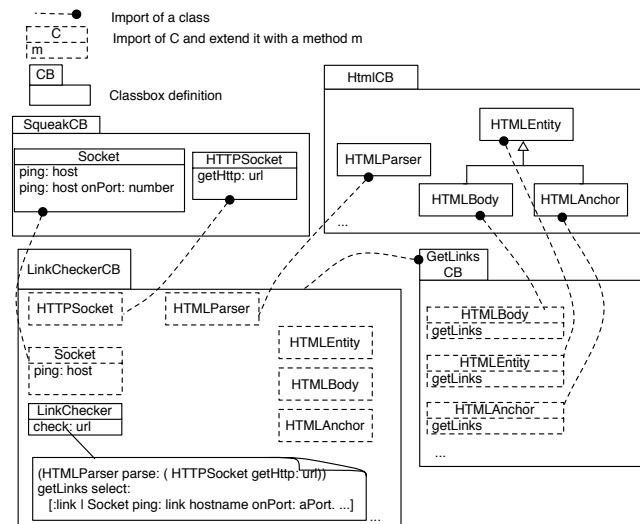 Import of a class
C
m
Import of C and extend it with a method m
CB
Classbox definition
HtmlCB
SqueakCB
HTMLEntity
Socket
ping: host
ping: host onPort: number
HTTPSocket
getHttp: url
HTMLParser
HTMLBody
HTMLAnchor
...
LinkCheckerCB
GetLinks
CB
HTTPSocket
HTMLParser
HTMLBody
getLinks
HTMLEntity
Socket
ping: host
HTMLEntity
getLinks
HTMLBody
LinkChecker
check: url
HTMLAnchor
HTMLAnchor
getLinks
...
(HTMLParser parse: ( HTTPSocket getHttp: url))
getLinks select:
[:link | Socket ping: link hostname onPort: aPort. ...]
...